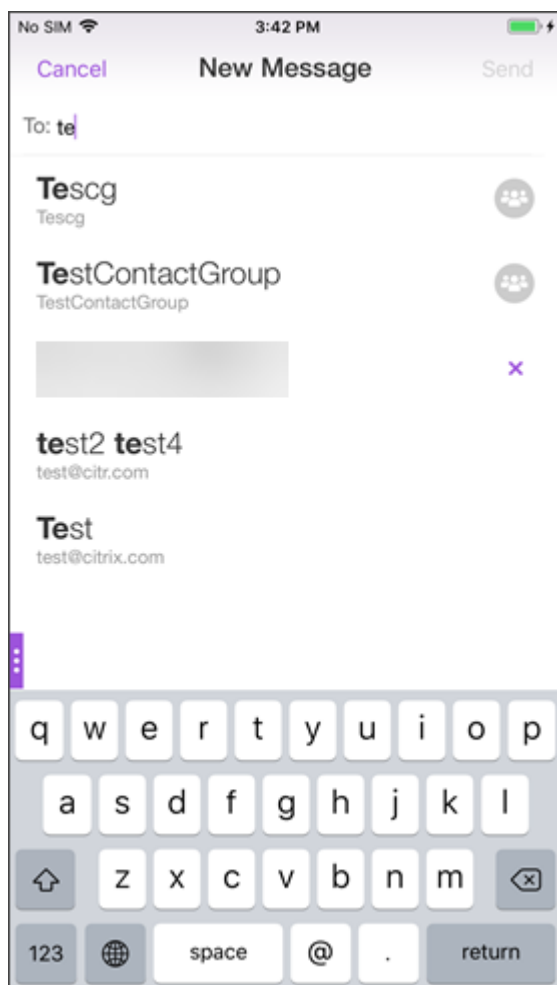 No SIM 3:42 PM
Cancel New Message Send
To: te
Tescg
Tescg
TestContactGroup
TestContactGroup
test2 test4
test@citr.com
Test
test@citrix.com
q w e r t y u i o p
a s d f g h j k l
z x c v b n m
123 space @ . return